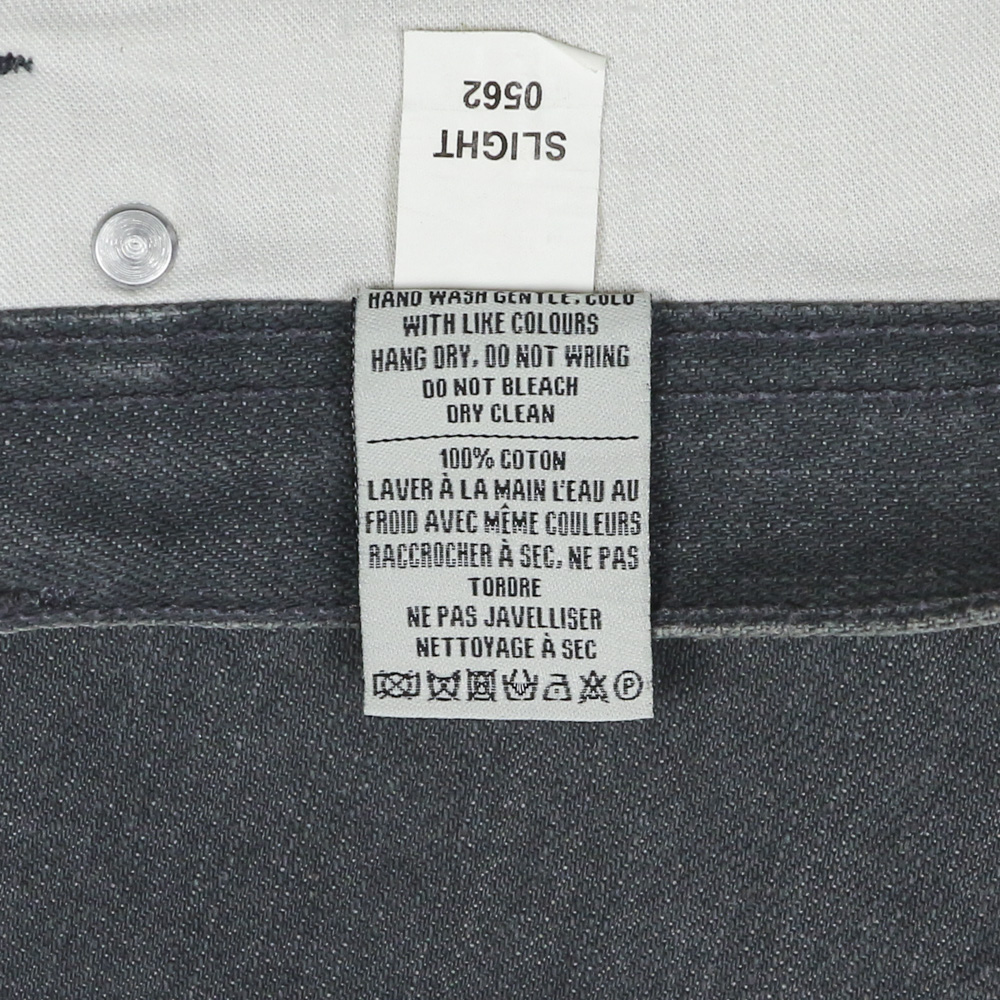 SLIGHT
0562
HAND WASH GENTLE, COLD
WITH LIKE COLOURS
HANG DRY, DO NOT WRING
DO NOT BLEACH
DRY CLEAN
100% COTON
LAVER À LA MAIN L'EAU AU
FROID AVEC MÊME COULEURS
RACCROCHER À SEC, NE PAS
TORDRE
NE PAS JAVELLISER
NETTOYAGE À SEC
P